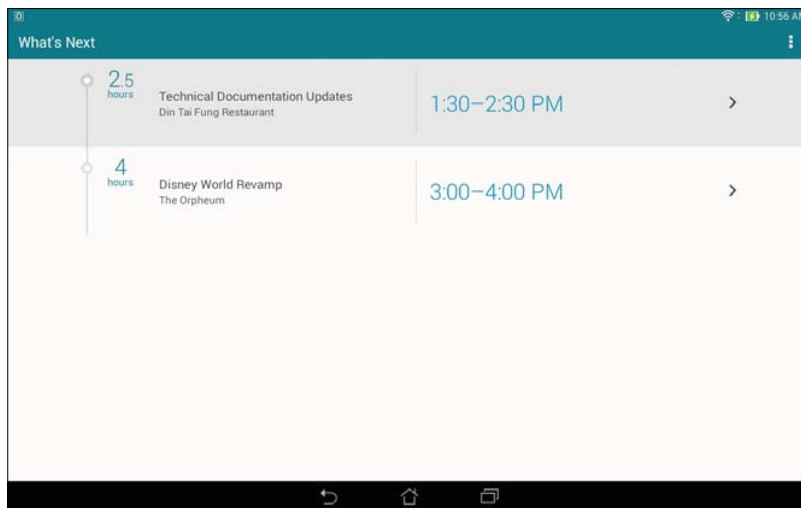 10:56 AM
What's Next
2.5
hours
Technical Documentation Updates
Din Tai Fung Restaurant
1:30–2:30 PM
4
hours
Disney World Revamp
The Orpheum
3:00–4:00 PM